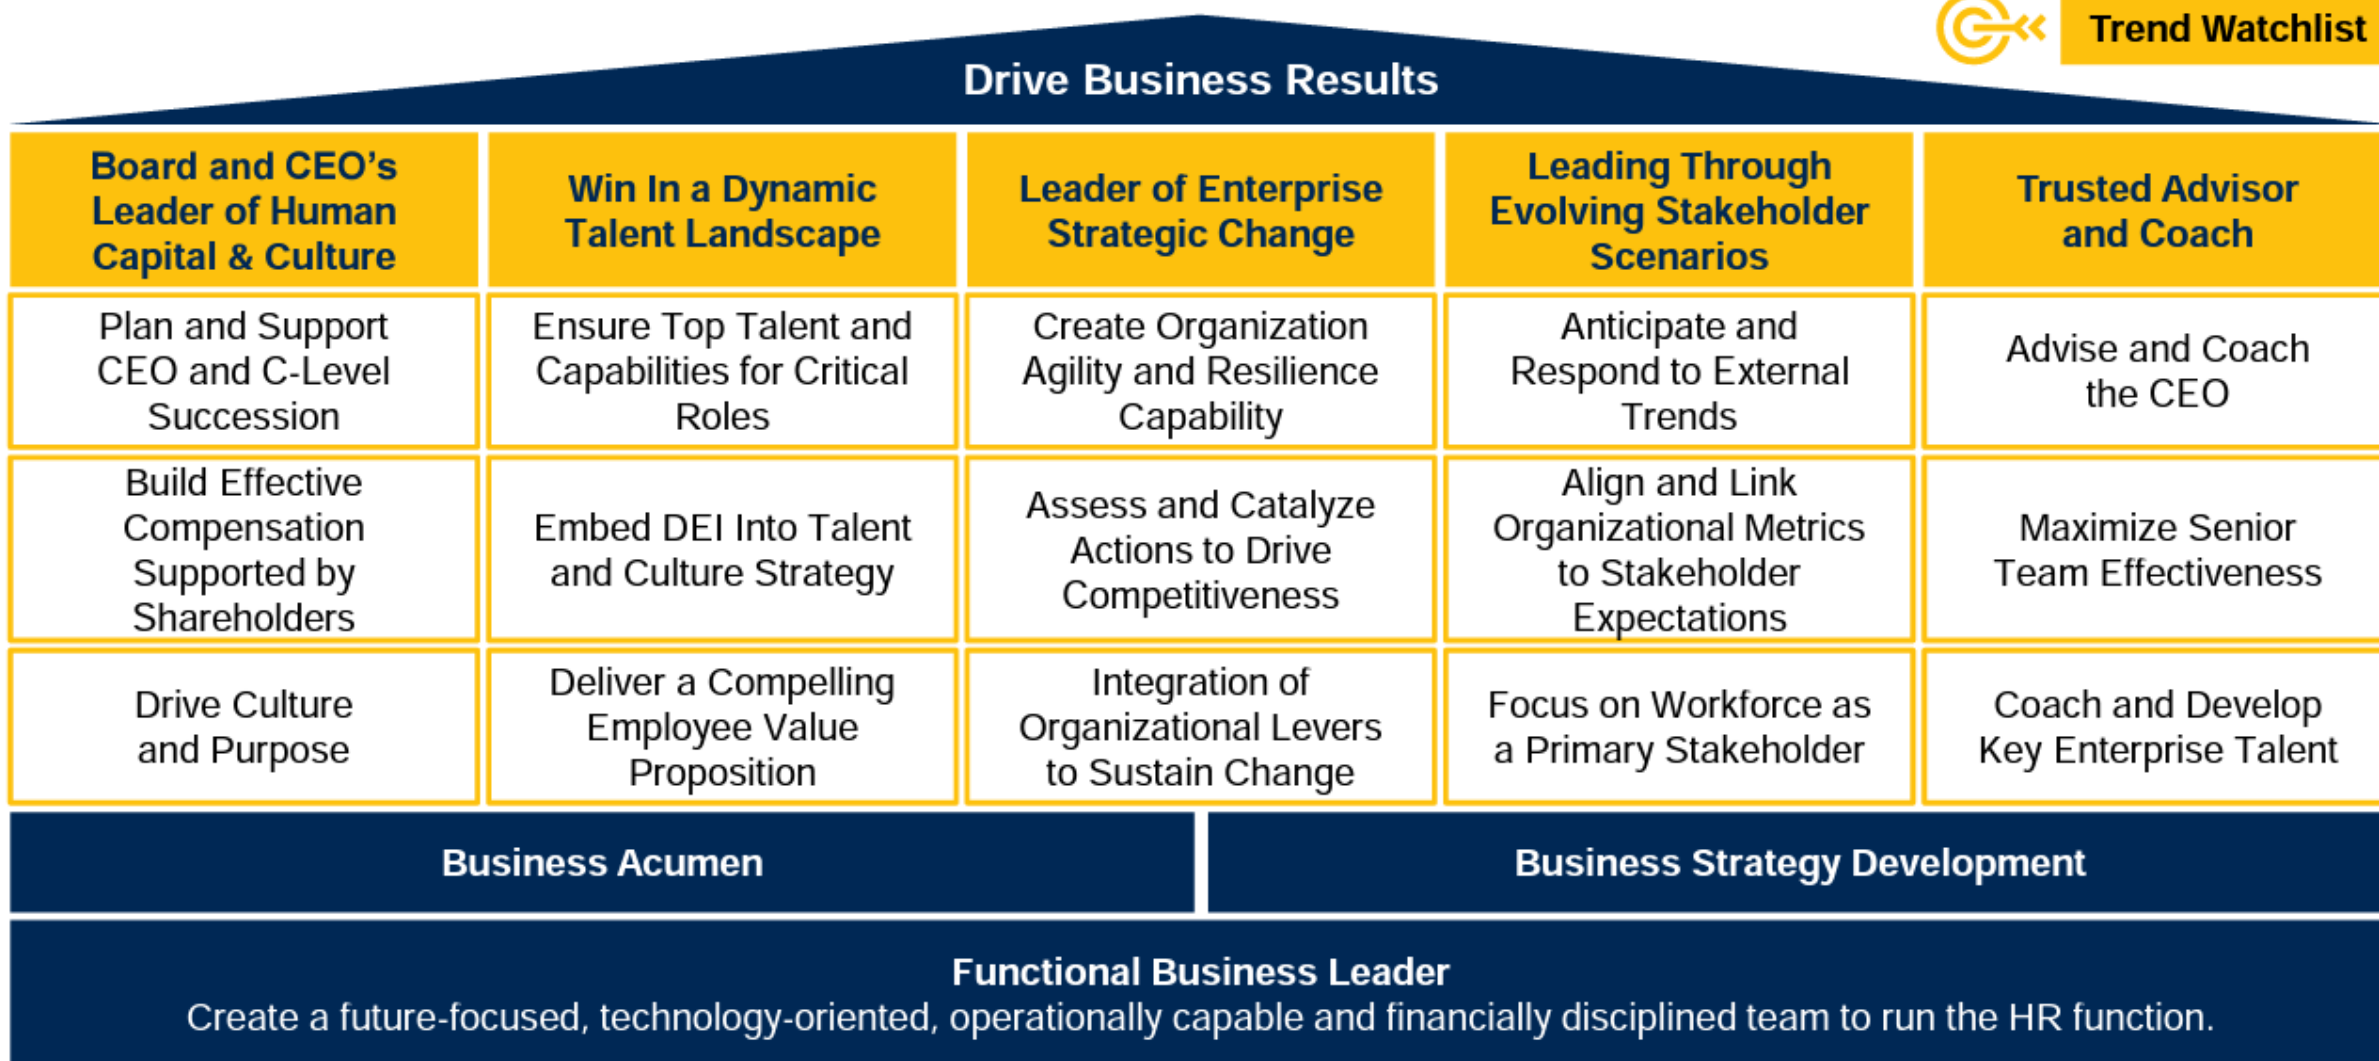 Trend Watchlist
Drive Business Results
Board and CEO’s
Leader of Human
Capital & Culture
Win In a Dynamic
Talent Landscape
Leader of Enterprise
Strategic Change
Leading Through
Evolving Stakeholder
Scenarios
Trusted Advisor
and Coach
Plan and Support
CEO and C-Level
Succession
Ensure Top Talent and
Capabilities for Critical
Roles
Create Organization
Agility and Resilience
Capability
Anticipate and
Respond to External
Trends
Advise and Coach
the CEO
Build Effective
Compensation
Supported by
Shareholders
Embed DEI Into Talent
and Culture Strategy
Assess and Catalyze
Actions to Drive
Competitiveness
Align and Link
Organizational Metrics
to Stakeholder
Expectations
Maximize Senior
Team Effectiveness
Drive Culture
and Purpose
Deliver a Compelling
Employee Value
Proposition
Integration of
Organizational Levers
to Sustain Change
Focus on Workforce as
a Primary Stakeholder
Coach and Develop
Key Enterprise Talent
Business Acumen
Business Strategy Development
Functional Business Leader
Create a future-focused, technology-oriented, operationally capable and financially disciplined team to run the HR function.